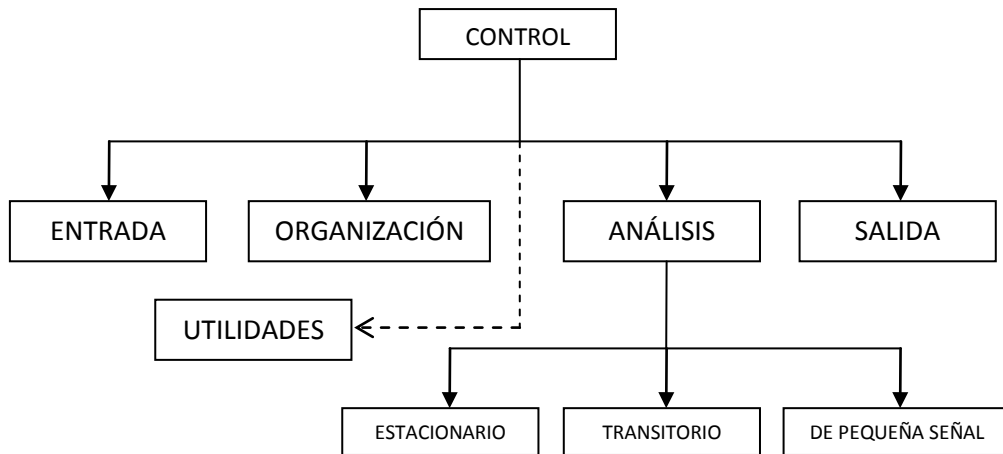 CONTROL
ENTRADA
ORGANIZACIÓN
ANÁLISIS
SALIDA
UTILIDADES
ESTACIONARIO
TRANSITORIO
DE PEQUEÑA SEÑAL